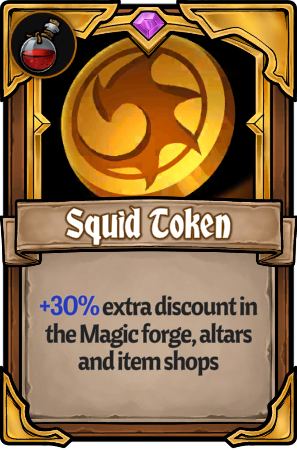 Squid Token
+30% extra discount in
the Magic forge, altars
and item shops